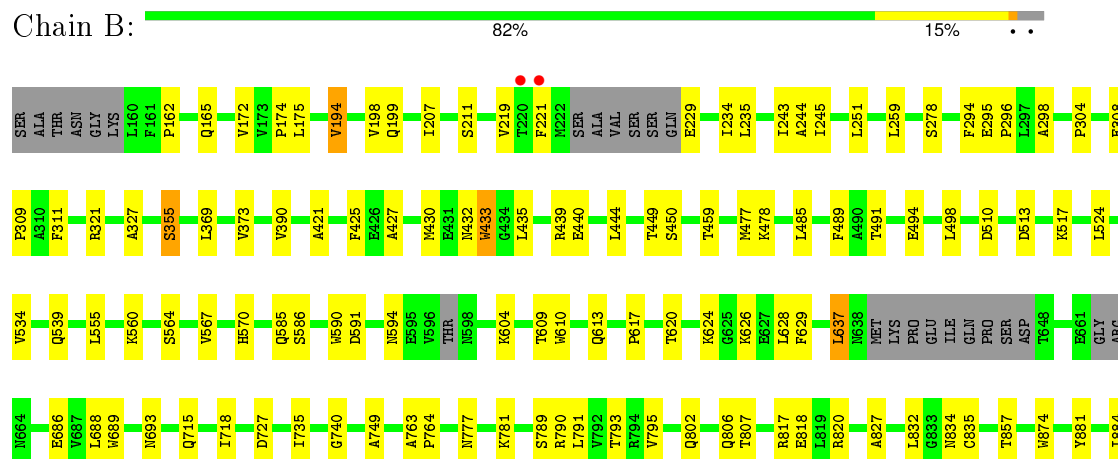 Chain B:
82% 15% • •
SER ALA THR ASN GLY LYS L160 F161 P162 Q165 V172 V173 P174 L175 V194 V198 Q199 I207 S211 V219 T220 F221 M222 SER ALA VAL SER SER GLN E229 I234 L235 I243 A244 I245 L251 L259 S278 F294 E295 P296 L297 A298 P304
P309 A310 F311 R321 A327 S355 L369 V373 V390 A421 F425 E426 A427 M430 E431 N432 W433 G434 L435 R439 E440 L444 T449 S450 T459 M477 K478 L485 F489 A490 T491 E494 L498 D510 D513 K517 L524
V534 Q539 L555 K560 S564 V567 H570 Q585 S586 W590 D591 N594 E595 V596 THR N598 K604 T609 W610 Q613 P617 T620 K624 G625 K626 E627 L628 F629 L637 N638 MET LYS PRO GLU ILE GLN PRO SER ASP T648 E661 GLY
N664 E686 V687 L688 W689 N693 Q715 I718 D727 I735 G740 A749 A763 P764 N777 K781 S789 R790 L791 V792 T793 R794 V795 Q802 Q806 T807 R817 E818 L819 R820 A827 L832 G833 N834 C835 T857 W874 Y881